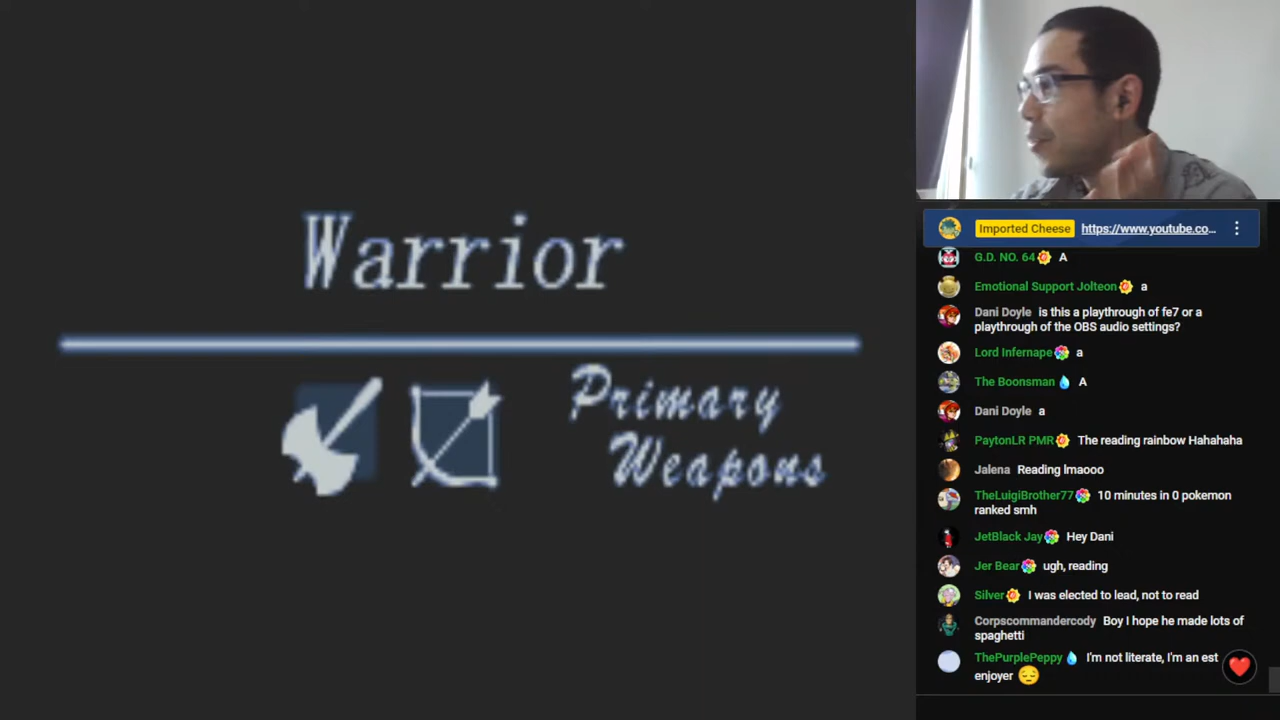 Warrior
Primary
Weapons
Imported Cheese https://www.youtube.co...
G.D. NO. 64 A
Emotional Support Jolteon a
Dani Doyle is this a playthrough of fe7 or a
playthrough of the OBS audio settings?
Lord Infernape a
The Boonsman A
Dani Doyle a
PaytonLR PMR The reading rainbow Hahahaha
Jalena Reading lmaooo
TheLuigiBrother77 10 minutes in 0 pokemon
ranked smh
JetBlack Jay Hey Dani
Jer Bear ugh, reading
Silver I was elected to lead, not to read
Corpscommandercody Boy I hope he made lots of
spaghetti
ThePurplePeppy I'm not literate, I'm an est
enjoyer